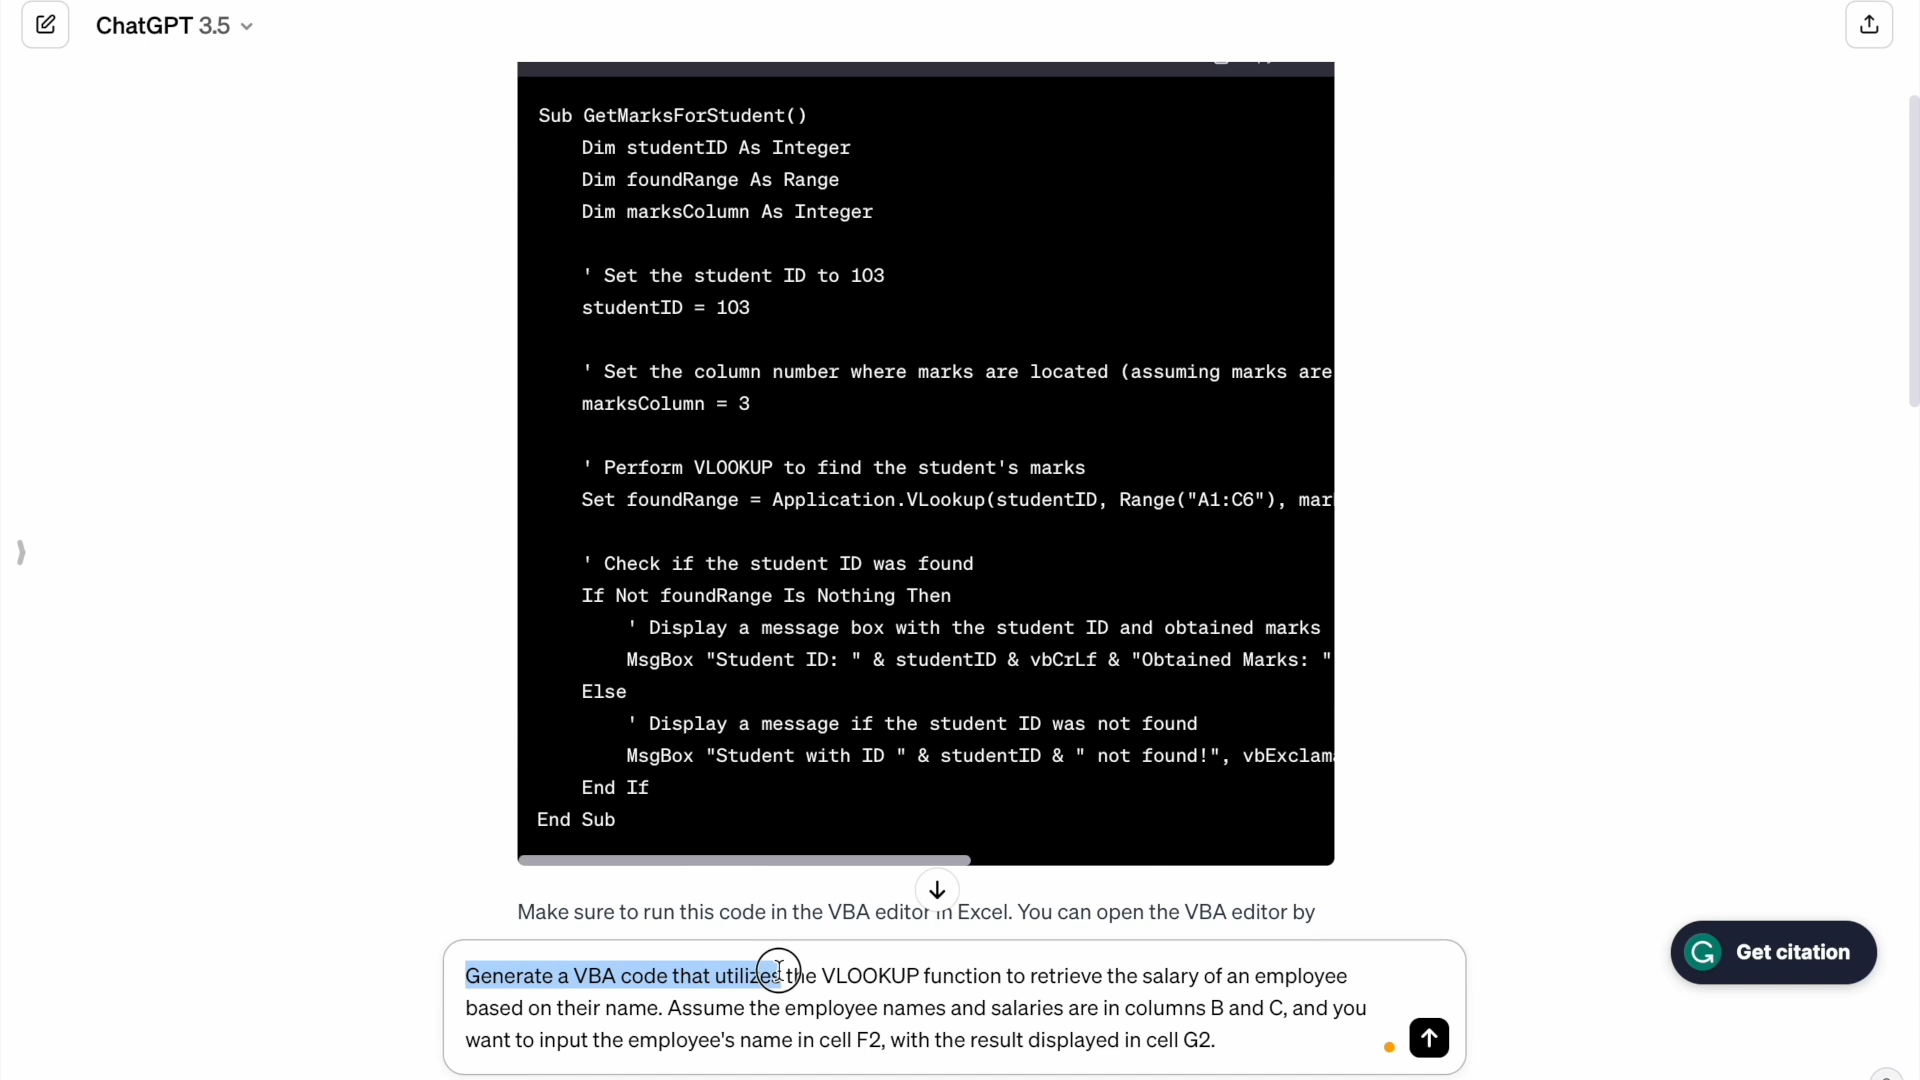 ChatGPT 3.5
Sub GetMarksForStudent()
Dim studentID As Integer
Dim foundRange As Range
Dim marksColumn As Integer
' Set the student ID to 103
studentID = 103
' Set the column number where marks are located (assuming marks are
marksColumn = 3
' Perform VLOOKUP to find the student's marks
Set foundRange = Application.VLookup(studentID, Range("A1:C6"), mar
' Check if the student ID was found
If Not foundRange Is Nothing Then
' Display a message box with the student ID and obtained marks
MsgBox "Student ID: " & studentID & vbCrLf & "Obtained Marks: "
Else
' Display a message if the student ID was not found
MsgBox "Student with ID " & studentID & " not found!", vbExclam
End If
End Sub
Make sure to run this code in the VBA editor in Excel. You can open the VBA editor by
Generate a VBA code that utilizes the VLOOKUP function to retrieve the salary of an employee
based on their name. Assume the employee names and salaries are in columns B and C, and you
want to input the employee's name in cell F2, with the result displayed in cell G2.
Get citation